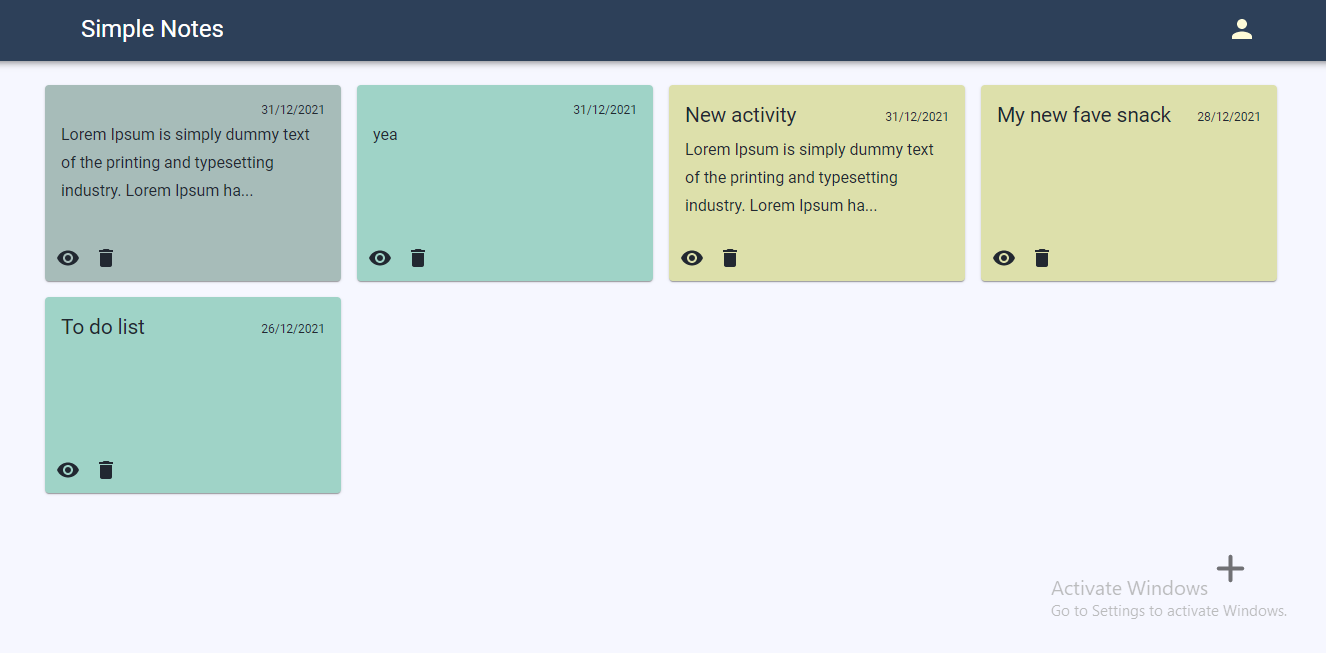 Simple Notes
31/12/2021
Lorem Ipsum is simply dummy text
of the printing and typesetting
industry. Lorem Ipsum ha...
31/12/2021
yea
New activity 31/12/2021
Lorem Ipsum is simply dummy text
of the printing and typesetting
industry. Lorem Ipsum ha...
My new fave snack 28/12/2021
To do list 26/12/2021
Activate Windows
Go to Settings to activate Windows.